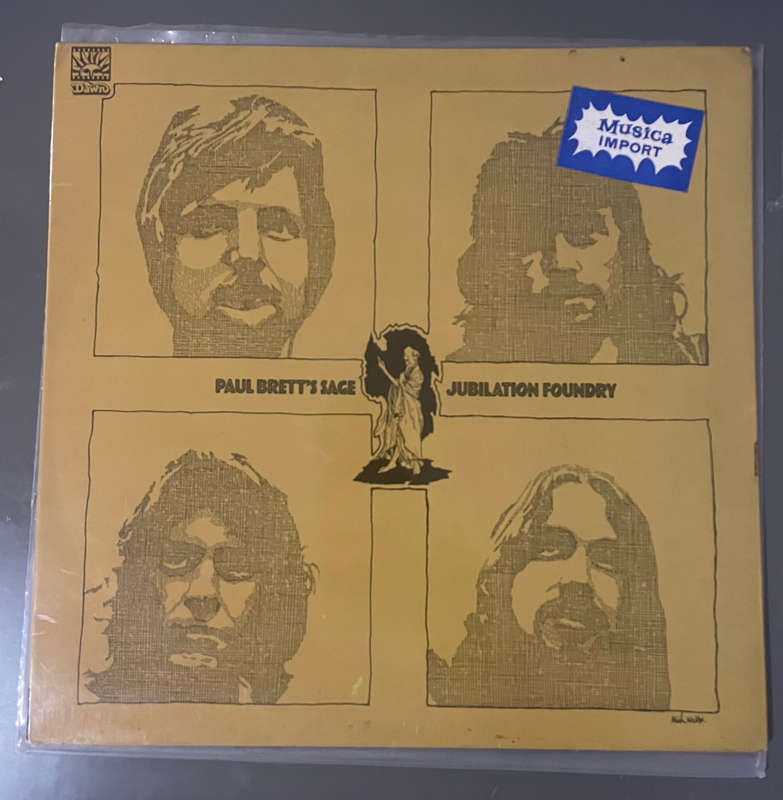 Dawn
Musica
IMPORT
PAUL BRETT'S SAGE
JUBILATION FOUNDRY